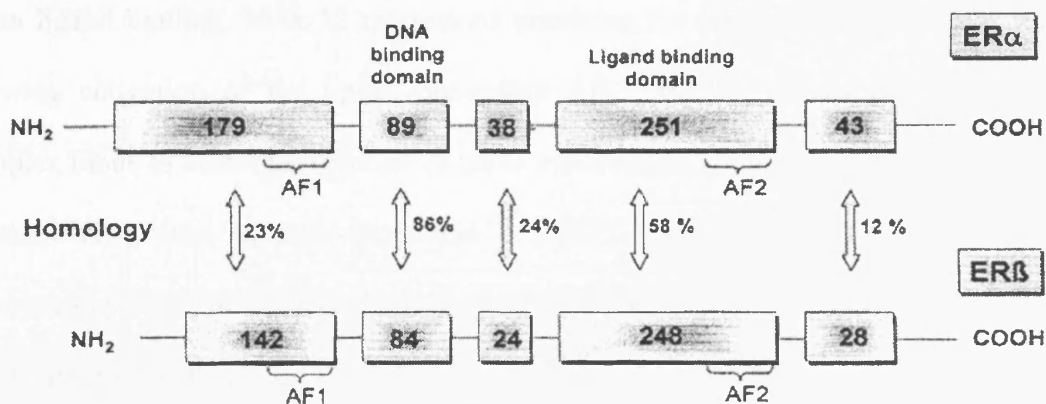 DNA
binding
domain
Ligand binding
domain
ERα
NH2 179 89 38 251 43 COOH
AF1 AF2
Homology 23% 86% 24% 58 % 12 %
ERß
NH2 142 84 24 248 28 COOH
AF1 AF2